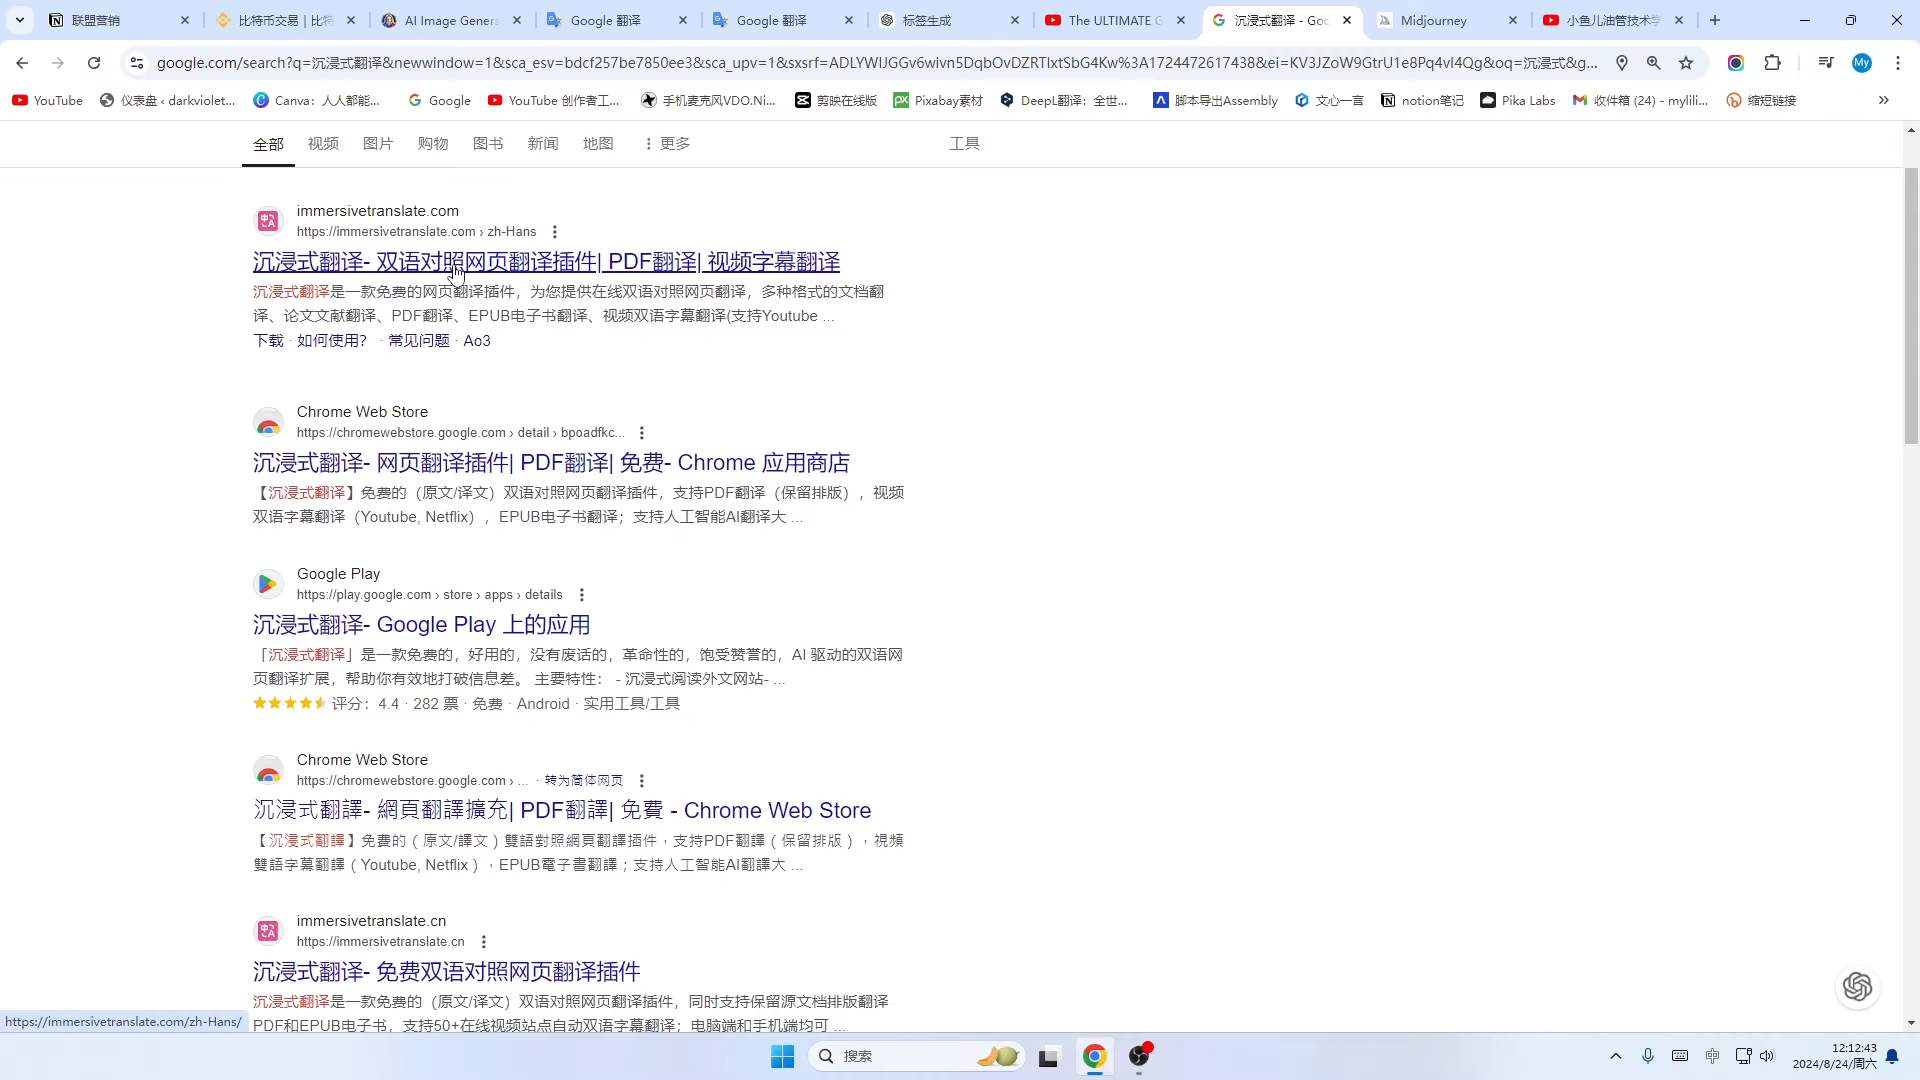 联盟营销
比特币交易 | 比特
AI Image Genera
Google 翻译
Google 翻译
标签生成
The ULTIMATE G
沉浸式翻译 - Goo
Midjourney
小鱼儿油管技术学
google.com/search?q=沉浸式翻译&newwindow=1&sca_esv=bdcf257be7850ee3&sca_upv=1&sxsrf=ADLYWIJGGv6wivn5DqbOvDZRTIxtSbG4Kw%3A1724472617438&ei=KV3JZoW9GtrU1e8Pq4vl4Qg&oq=沉浸式&g...
My
YouTube
仪表盘 ‹ darkviolet...
Canva：人人都能...
Google
YouTube 创作者工...
手机麦克风VDO.Ni...
剪映在线版
Pixabay素材
DeepL翻译：全世...
脚本导出Assembly
文心一言
notion笔记
Pika Labs
收件箱 (24) - mylili...
缩短链接
全部
视频
图片
购物
图书
新闻
地图
更多
工具
immersivetranslate.com
https://immersivetranslate.com › zh-Hans
沉浸式翻译- 双语对照网页翻译插件| PDF翻译| 视频字幕翻译
沉浸式翻译是一款免费的网页翻译插件，为您提供在线双语对照网页翻译，多种格式的文档翻
译、论文文献翻译、PDF翻译、EPUB电子书翻译、视频双语字幕翻译(支持Youtube ...
下载 · 如何使用？ · 常见问题 · Ao3
Chrome Web Store
https://chromewebstore.google.com › detail › bpoadfkc...
沉浸式翻译- 网页翻译插件| PDF翻译| 免费- Chrome 应用商店
【沉浸式翻译】免费的（原文/译文）双语对照网页翻译插件，支持PDF翻译（保留排版），视频
双语字幕翻译（Youtube, Netflix），EPUB电子书翻译；支持人工智能AI翻译大 ...
Google Play
https://play.google.com › store › apps › details
沉浸式翻译- Google Play 上的应用
「沉浸式翻译」是一款免费的，好用的，没有废话的，革命性的，饱受赞誉的，AI 驱动的双语网
页翻译扩展，帮助你有效地打破信息差。 主要特性： - 沉浸式阅读外文网站- ...
评分：4.4 · 282 票 · 免费 · Android · 实用工具/工具
Chrome Web Store
https://chromewebstore.google.com › ... · 转为简体网页
沉浸式翻譯- 網頁翻譯擴充| PDF翻譯| 免費 - Chrome Web Store
【沉浸式翻譯】免費的（原文/譯文）雙語對照網頁翻譯插件，支持PDF翻譯（保留排版），視頻
雙語字幕翻譯（Youtube, Netflix），EPUB電子書翻譯；支持人工智能AI翻譯大 ...
immersivetranslate.cn
https://immersivetranslate.cn
沉浸式翻译- 免费双语对照网页翻译插件
沉浸式翻译是一款免费的（原文/译文）双语对照网页翻译插件，同时支持保留源文档排版翻译
PDF和EPUB电子书，支持50+在线视频站点自动双语字幕翻译；电脑端和手机端均可 ...
https://immersivetranslate.com/zh-Hans/
搜索
中
12:12:43
2024/8/24/周六